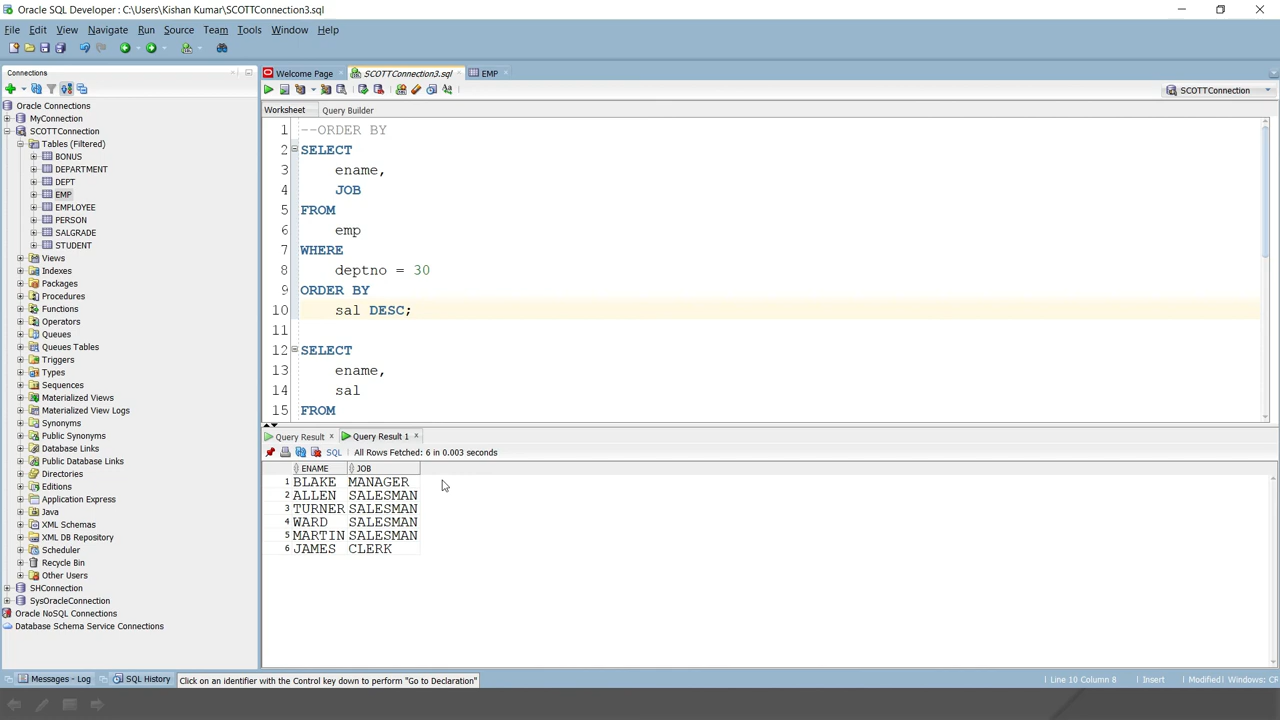 Oracle SQL Developer : C:\Users\Kishan Kumar\SCOTTConnection3.sql
File Edit View Navigate Run Source Team Tools Window Help
Connections
Oracle Connections
MyConnection
SCOTTConnection
Tables (Filtered)
BONUS
DEPARTMENT
DEPT
EMP
EMPLOYEE
PERSON
SALGRADE
STUDENT
Views
Indexes
Packages
Procedures
Functions
Operators
Queues
Queues Tables
Triggers
Types
Sequences
Materialized Views
Materialized View Logs
Synonyms
Public Synonyms
Database Links
Public Database Links
Directories
Editions
Application Express
Java
XML Schemas
XML DB Repository
Scheduler
Recycle Bin
Other Users
SHConnection
SysOracleConnection
Oracle NoSQL Connections
Database Schema Service Connections
Welcome Page SCOTTConnection3.sql EMP
SCOTTConnection
Worksheet Query Builder
1 --ORDER BY
2 SELECT
3 ename,
4 JOB
5 FROM
6 emp
7 WHERE
8 deptno = 30
9 ORDER BY
10 sal DESC;
11
12 SELECT
13 ename,
14 sal
15 FROM
Query Result Query Result 1
SQL All Rows Fetched: 6 in 0.003 seconds
ENAME JOB
1 BLAKE MANAGER
2 ALLEN SALESMAN
3 TURNER SALESMAN
4 WARD SALESMAN
5 MARTIN SALESMAN
6 JAMES CLERK
Messages - Log SQL History Click on an identifier with the Control key down to perform "Go to Declaration" Line 10 Column 8 Insert Modified Windows: CR